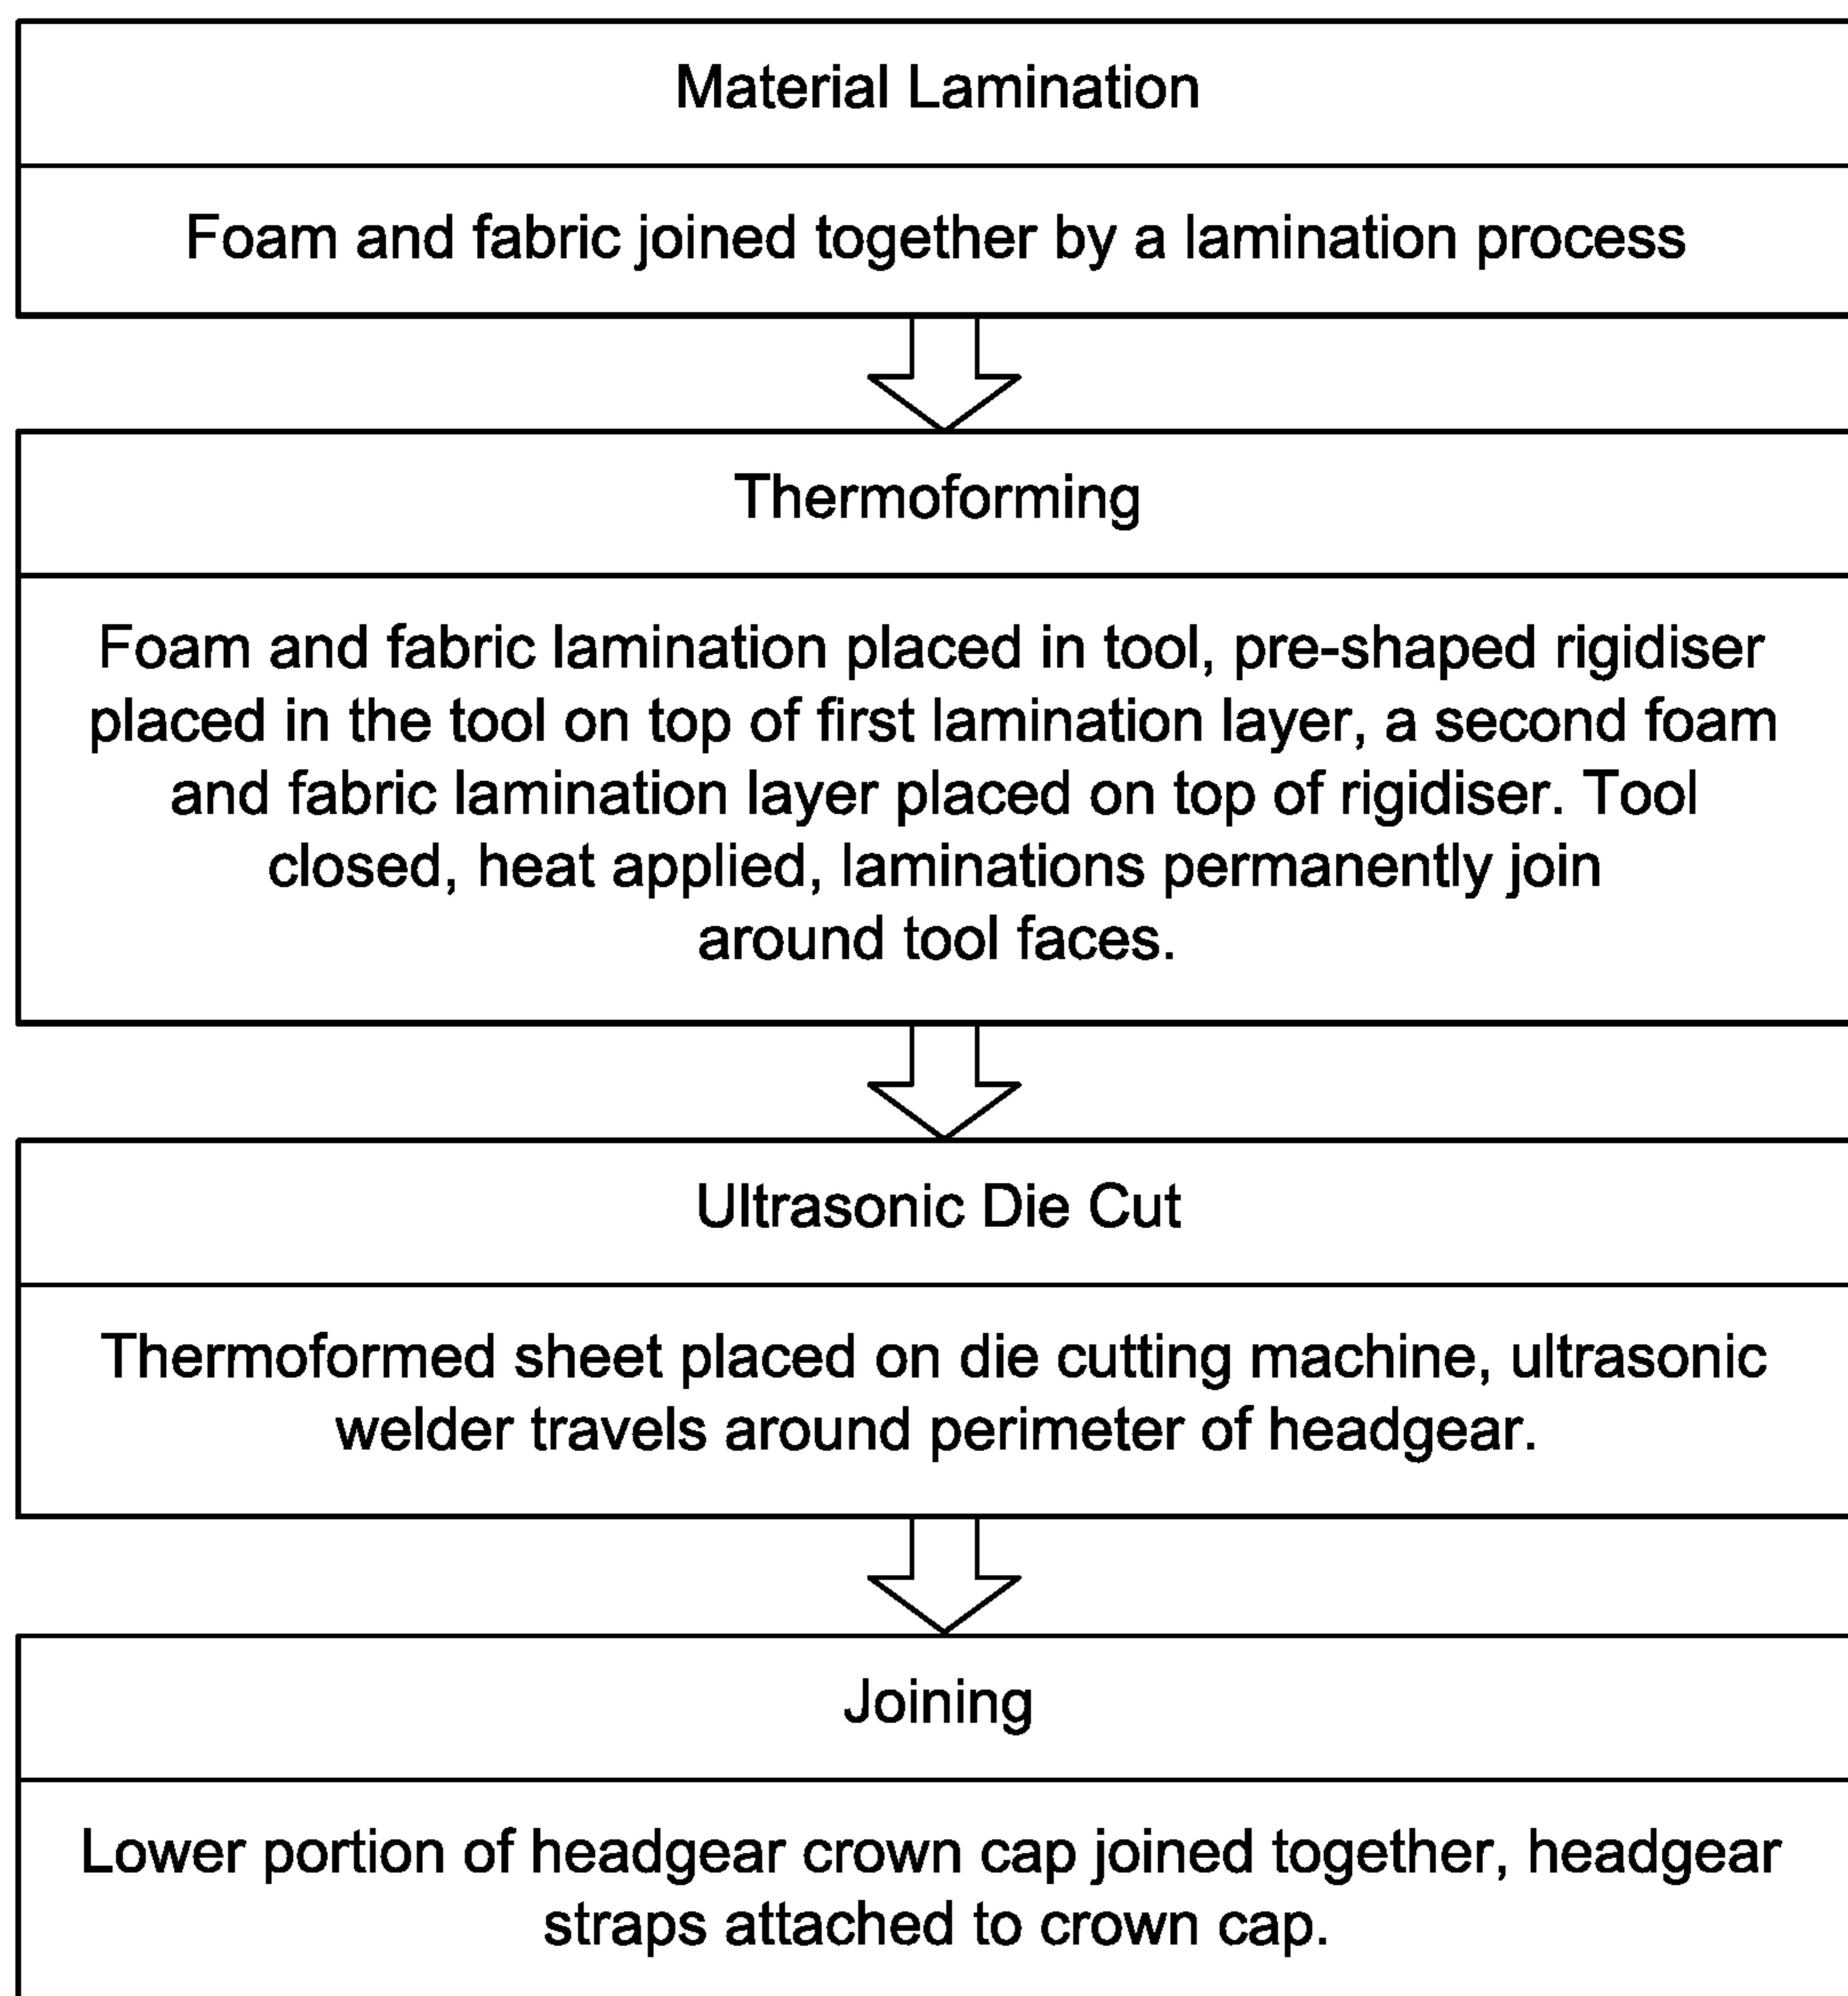 Material Lamination
Foam and fabric joined together by a lamination process
Thermoforming
Foam and fabric lamination placed in tool, pre-shaped rigidiser
placed in the tool on top of first lamination layer, a second foam
and fabric lamination layer placed on top of rigidiser. Tool
closed, heat applied, laminations permanently join
around tool faces.
Ultrasonic Die Cut
Thermoformed sheet placed on die cutting machine, ultrasonic
welder travels around perimeter of headgear.
Joining
Lower portion of headgear crown cap joined together, headgear
straps attached to crown cap.